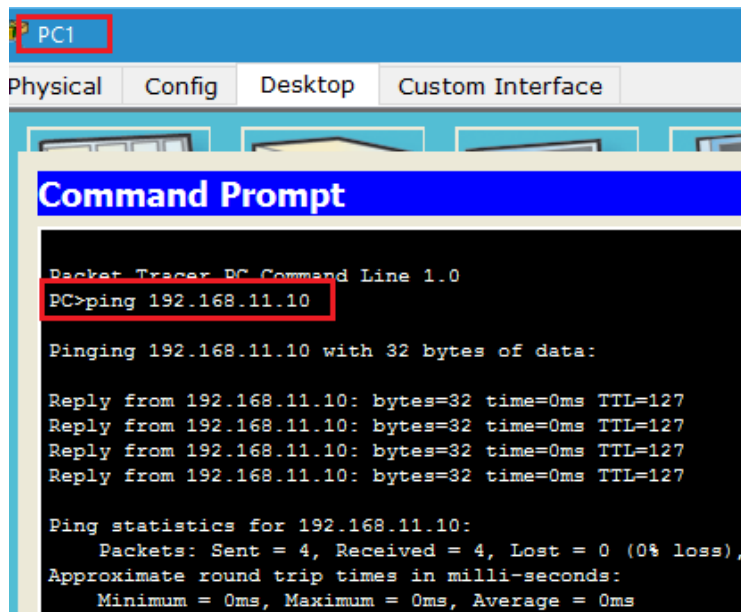 PC1
Physical Config Desktop Custom Interface
Command Prompt
Packet Tracer PC Command Line 1.0
PC>ping 192.168.11.10
Pinging 192.168.11.10 with 32 bytes of data:
Reply from 192.168.11.10: bytes=32 time=0ms TTL=127
Reply from 192.168.11.10: bytes=32 time=0ms TTL=127
Reply from 192.168.11.10: bytes=32 time=0ms TTL=127
Reply from 192.168.11.10: bytes=32 time=0ms TTL=127
Ping statistics for 192.168.11.10:
Packets: Sent = 4, Received = 4, Lost = 0 (0% loss),
Approximate round trip times in milli-seconds:
Minimum = 0ms, Maximum = 0ms, Average = 0ms